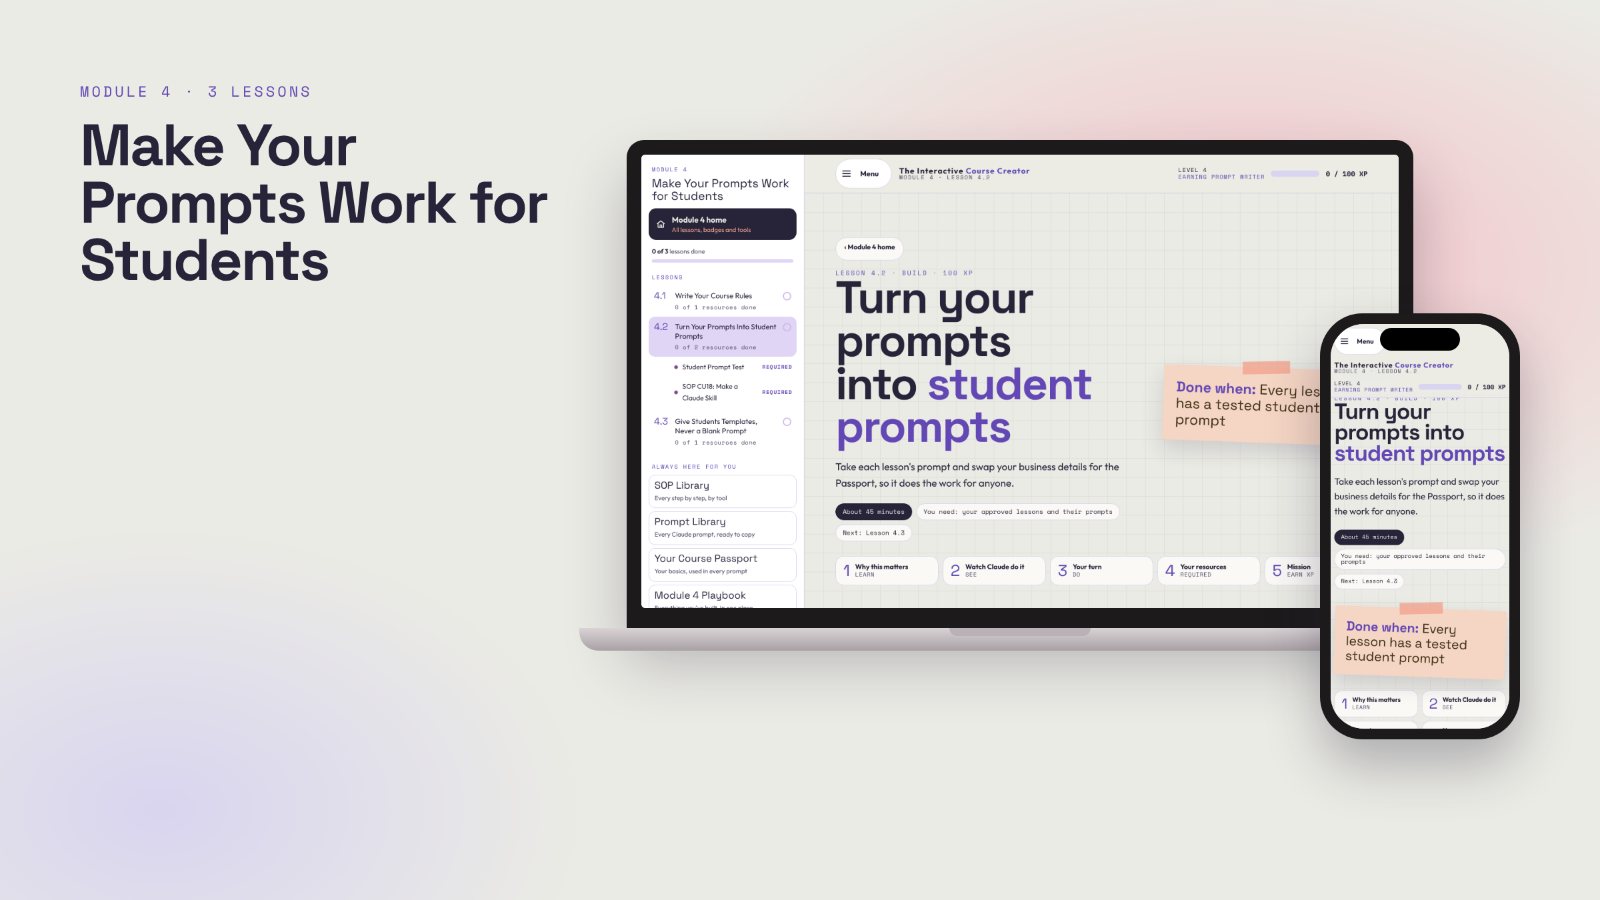 MODULE 4 · 3 LESSONS
Make Your
Prompts Work for
Students
MODULE 4
Make Your Prompts Work
for Students
Module 4 home
All lessons, badges and tools
0 of 3 lessons done
LESSONS
4.1 Write Your Course Rules
0 of 1 resources done
4.2 Turn Your Prompts Into Student
Prompts
0 of 2 resources done
Student Prompt Test REQUIRED
SOP CU18: Make a
Claude Skill REQUIRED
4.3 Give Students Templates,
Never a Blank Prompt
0 of 1 resources done
ALWAYS HERE FOR YOU
SOP Library
Every step by step, by tool
Prompt Library
Every Claude prompt, ready to copy
Your Course Passport
Your basics, used in every prompt
Module 4 Playbook
Menu
The Interactive Course Creator
MODULE 4 · LESSON 4.2
LEVEL 4
EARNING PROMPT WRITER
0 / 100 XP
‹ Module 4 home
LESSON 4.2 · BUILD · 100 XP
Turn your
prompts
into student
prompts
Take each lesson's prompt and swap your business details for the
Passport, so it does the work for anyone.
About 45 minutes
You need: your approved lessons and their prompts
Next: Lesson 4.3
Done when: Every les
has a tested student
prompt
1 Why this matters
LEARN
2 Watch Claude do it
SEE
3 Your turn
DO
4 Your resources
REQUIRED
5 Mission
EARN XP
Menu
The Interactive Course Creator
MODULE 4 · LESSON 4.2
LEVEL 4
EARNING PROMPT WRITER
0 / 100 XP
LESSON 4.2 · BUILD · 100 XP
Turn your
prompts into
student prompts
Take each lesson's prompt and swap your
business details for the Passport, so it does
the work for anyone.
About 45 minutes
You need: your approved lessons and their
prompts
Next: Lesson 4.3
Done when: Every
lesson has a tested
student prompt
1 Why this matters
LEARN
2 Watch Claude do it
SEE